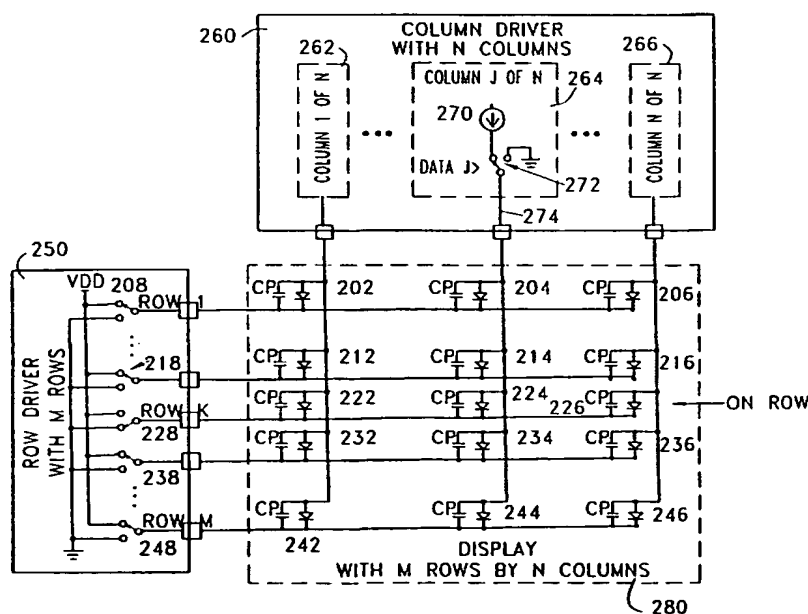 260
COLUMN DRIVER
WITH N COLUMNS
262
266
COLUMN J OF N
264
COLUMN 1 OF N
270
COLUMN N OF N
DATA J>
272
274
250
VDD
208
ROW 1
CP
202
CP
204
CP
206
218
CP
212
CP
214
CP
216
ROW K
228
CP
222
CP
224
226
CP
ON ROW
ROW DRIVER
WITH M ROWS
CP
232
CP
234
CP
236
238
ROW M
248
CP
242
CP
244
CP
246
DISPLAY
WITH M ROWS BY N COLUMNS
280